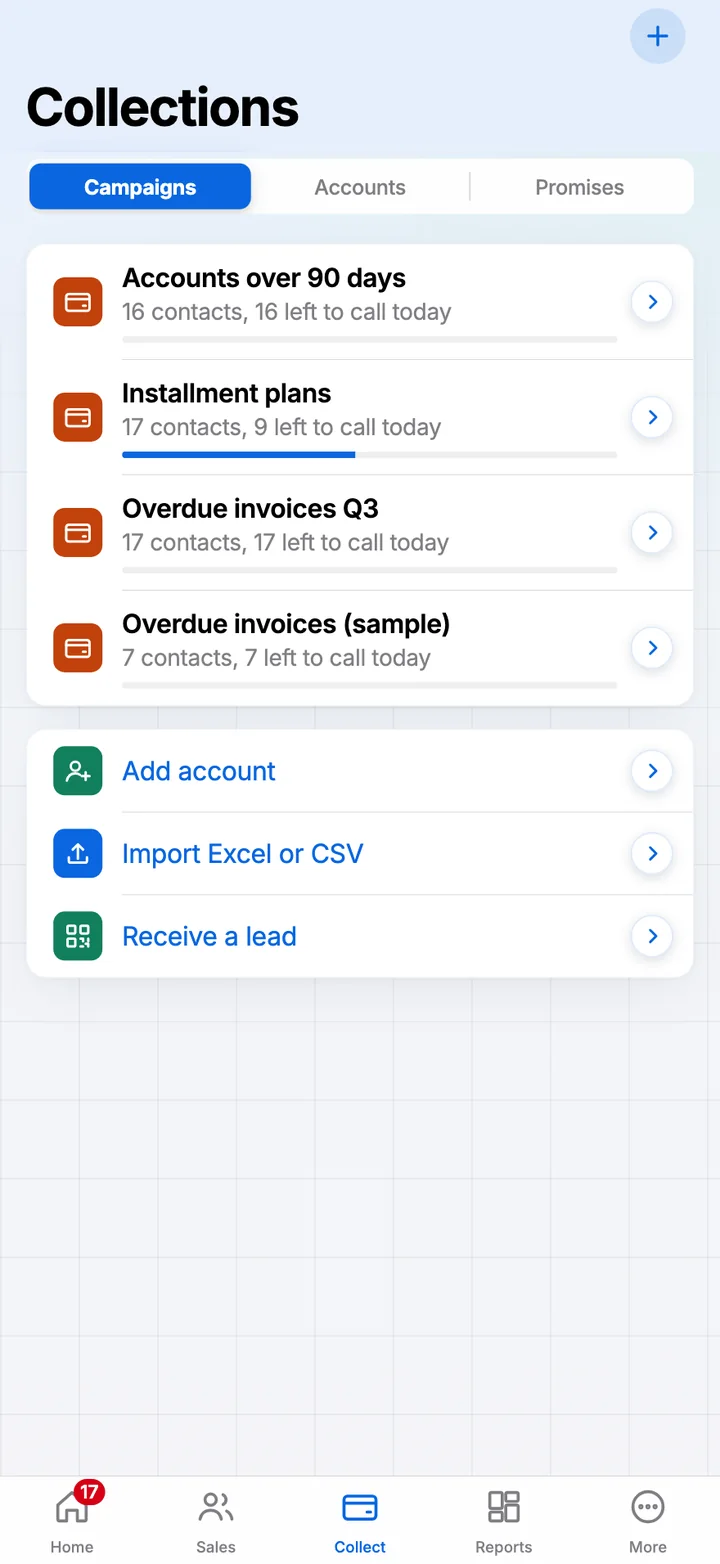 Collections
Campaigns
Accounts
Promises
Accounts over 90 days
16 contacts, 16 left to call today
Installment plans
17 contacts, 9 left to call today
Overdue invoices Q3
17 contacts, 17 left to call today
Overdue invoices (sample)
7 contacts, 7 left to call today
Add account
Import Excel or CSV
Receive a lead
17
Home
Sales
Collect
Reports
More